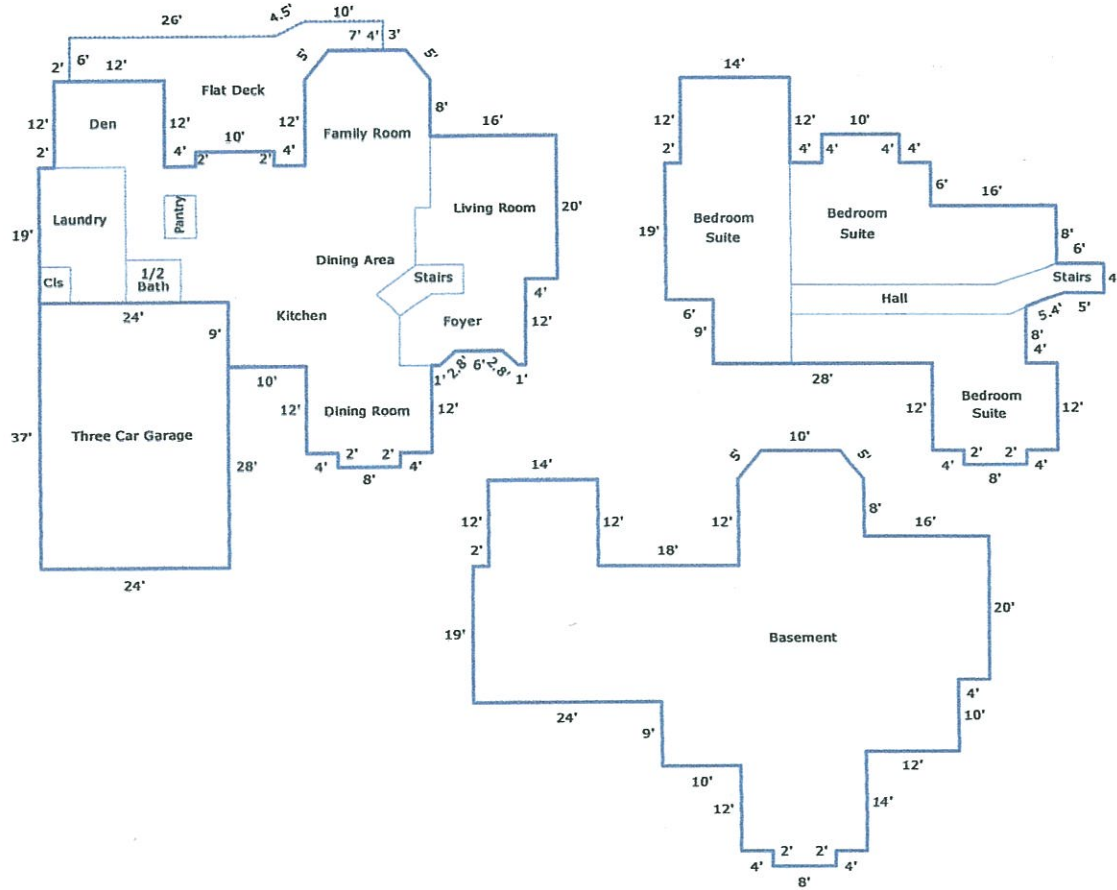 26'
4.5'
10'
7' 4' 3'
2' 6' 12'
5' 5'
Flat Deck
12' Den 12' 10' 12' Family Room 8' 16'
2' 4' 2' 2' 4'
Laundry
Pantry
Living Room 20'
19'
Dining Area
Stairs
Cls
1/2
Bath
4'
24'
Kitchen
Foyer
9' 12'
10'
1' 2.8' 6' 2.8' 1'
12' Dining Room 12'
37' Three Car Garage
2' 2'
4' 8' 4'
28'
24'
14'
12' 12' 10'
2' 4' 4' 4' 4'
6' 16'
Bedroom
Suite
Bedroom
Suite
19'
8'
6'
Stairs 4
Hall
5.4' 5'
6' 9'
8'
4'
28'
12' Bedroom
Suite
12'
2' 2'
4' 8' 4'
10'
5' 5'
14'
12' 12' 12' 8' 16'
2' 18'
20'
19' Basement
24' 4'
9' 10'
10' 12'
12' 14'
2' 2'
4' 8' 4'